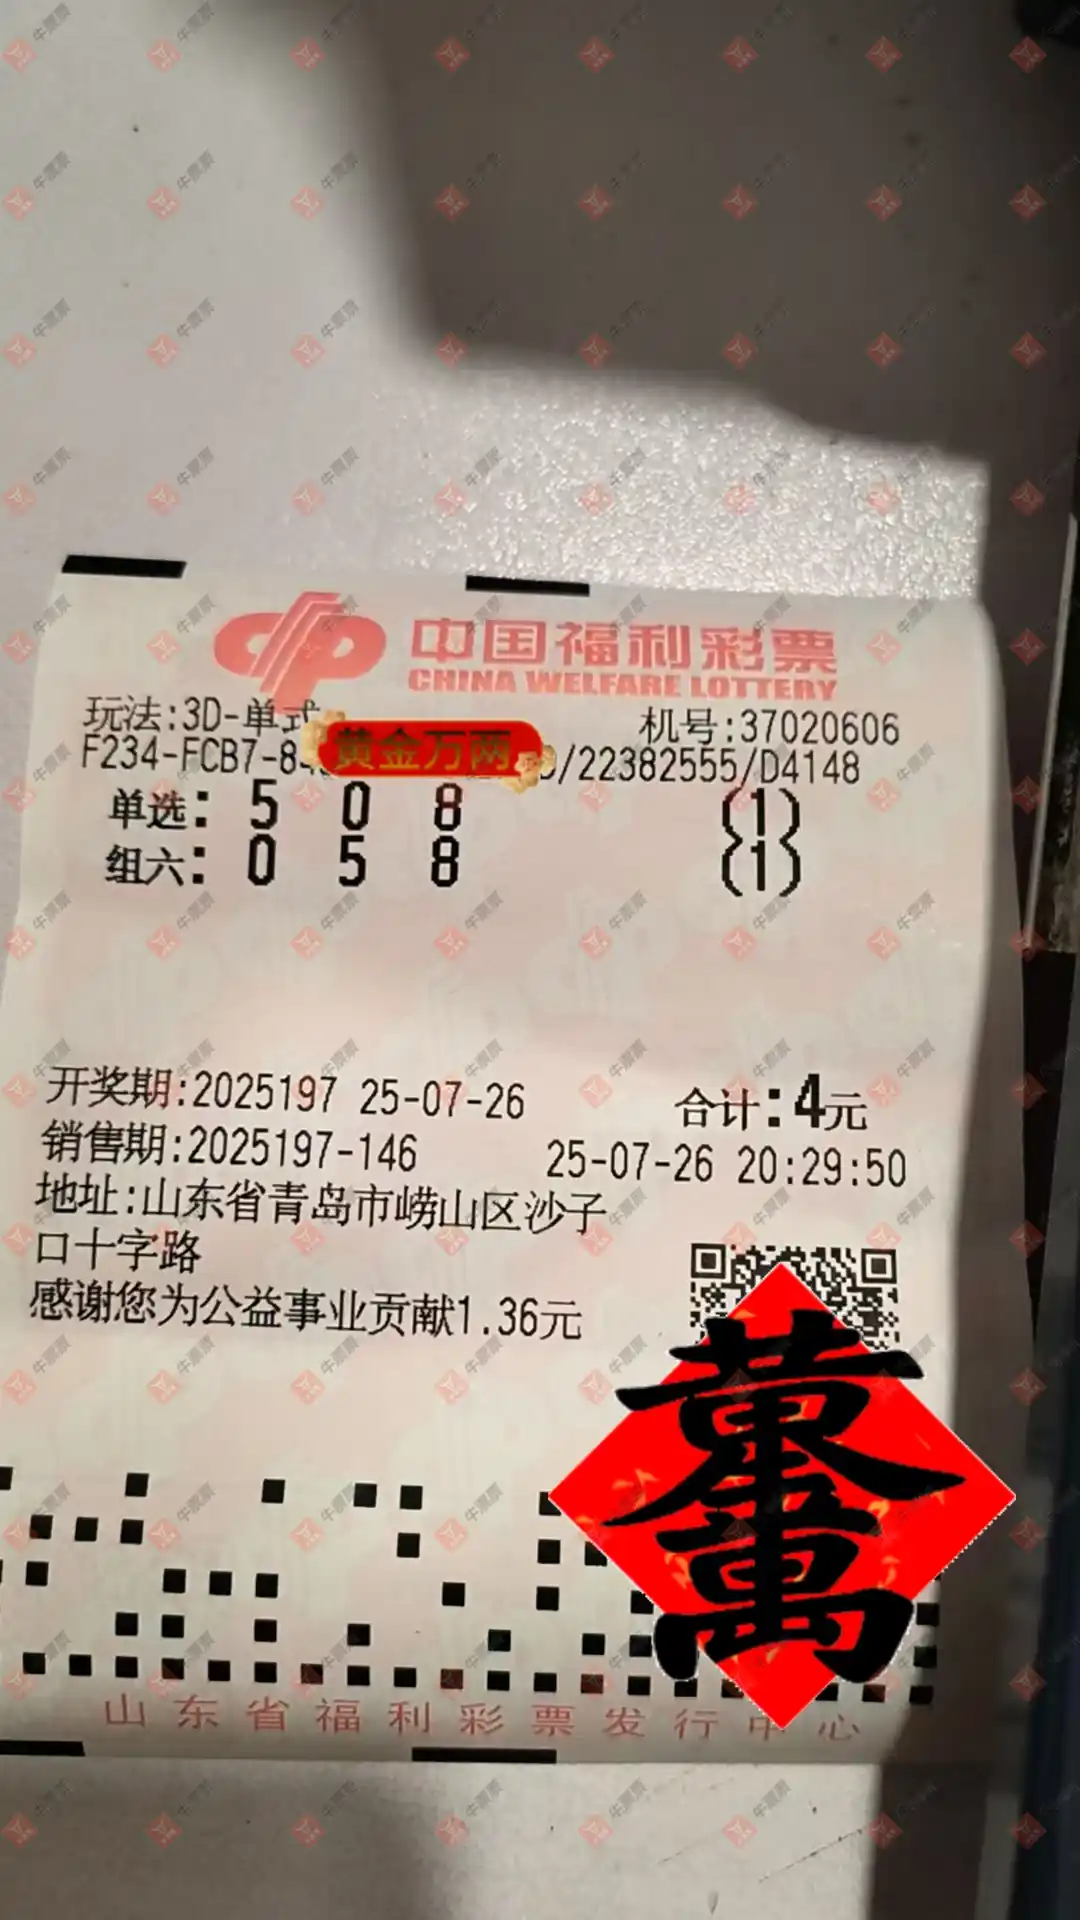 中国福利彩票
CHINA WELFARE LOTTERY
玩法:3D-单式
机号:37020606
F234-FCB7-84
黄金万两
/22382555/D4148
单选: 5 0 8 (1)
组六: 0 5 8 (1)
开奖期:2025197 25-07-26
合计:4元
销售期:2025197-146 25-07-26 20:29:50
地址:山东省青岛市崂山区沙子
口十字路
感谢您为公益事业贡献1.36元
山东省福利彩票发行中心
牛票票